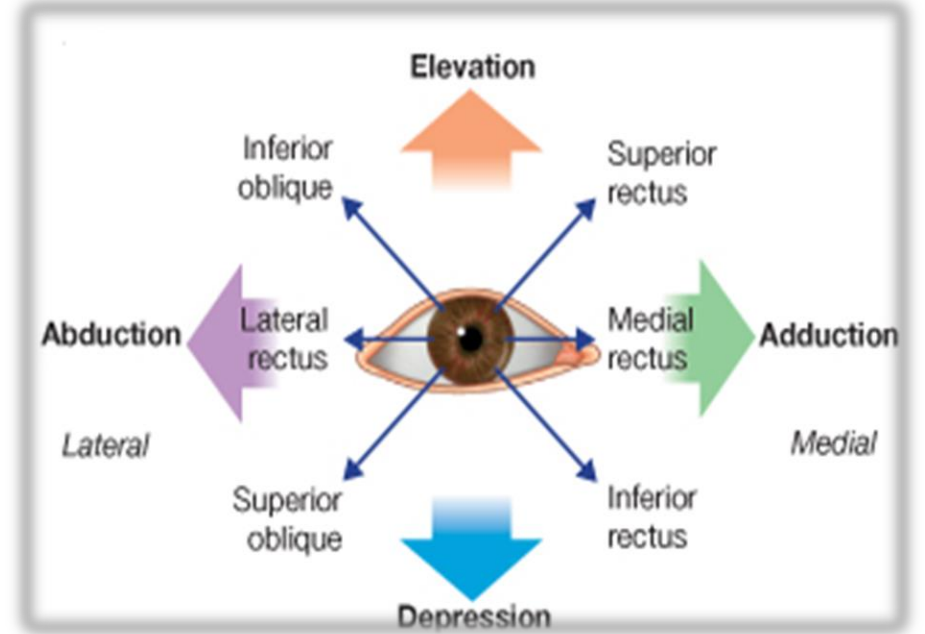 Elevation
Inferior
oblique
Superior
rectus
Abduction
Lateral
rectus
Medial
rectus
Adduction
Lateral
Medial
Superior
oblique
Inferior
rectus
Depression